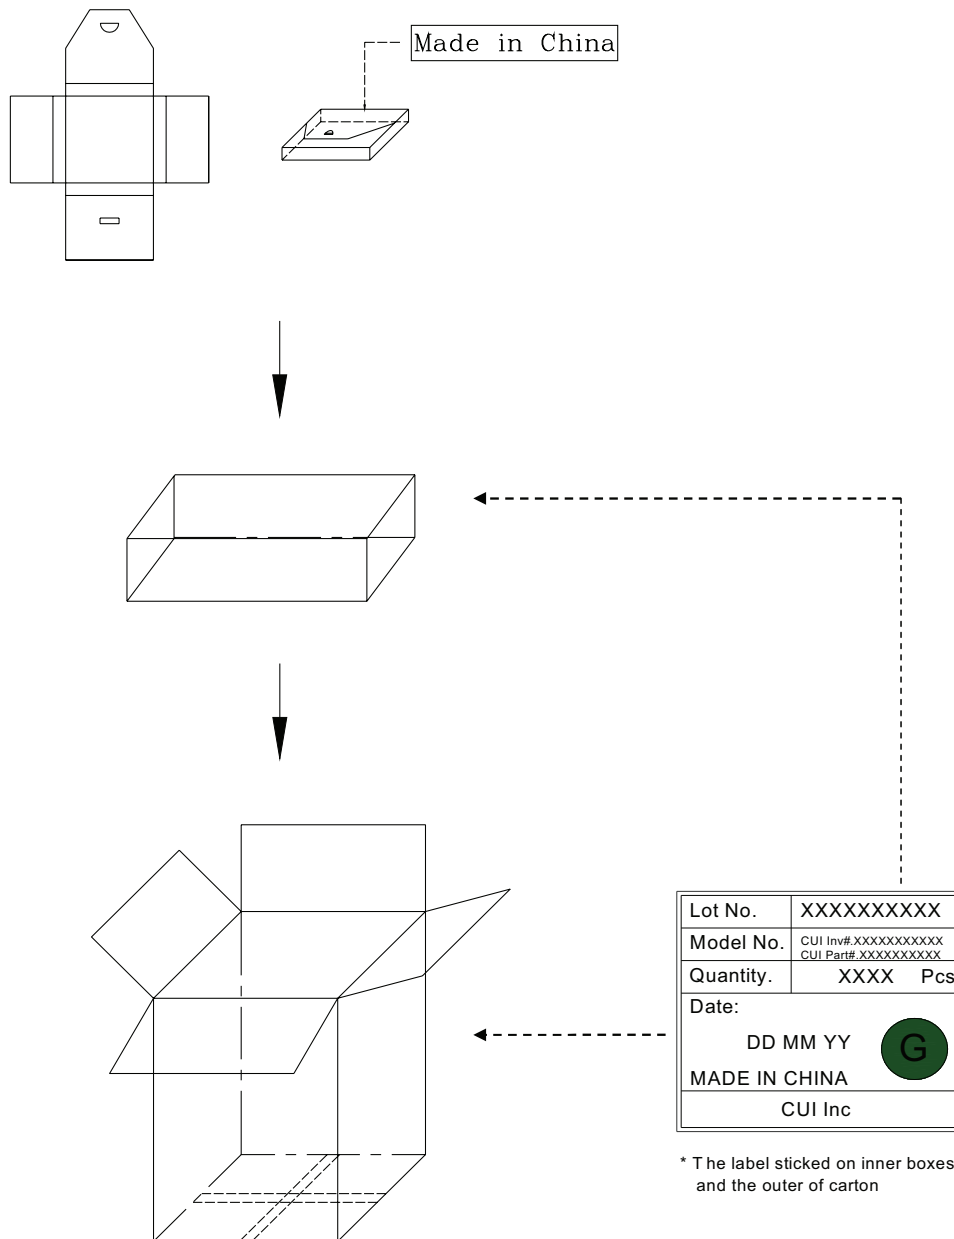 Made in China
Lot No. XXXXXXXXXX
Model No. CUI Inv#.XXXXXXXXXXX
CUI Part#.XXXXXXXXXX
Quantity. XXXX Pcs
Date:
DD MM YY
G
MADE IN CHINA
CUI Inc
* The label sticked on inner boxes
and the outer of carton